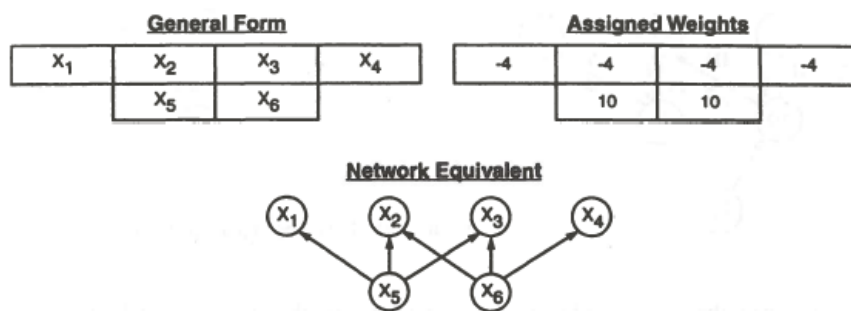 General Form Assigned Weights
X1 X2 X3 X4 -4 -4 -4 -4
X5 X6 10 10
Network Equivalent
X1 X2 X3 X4
X5 X6